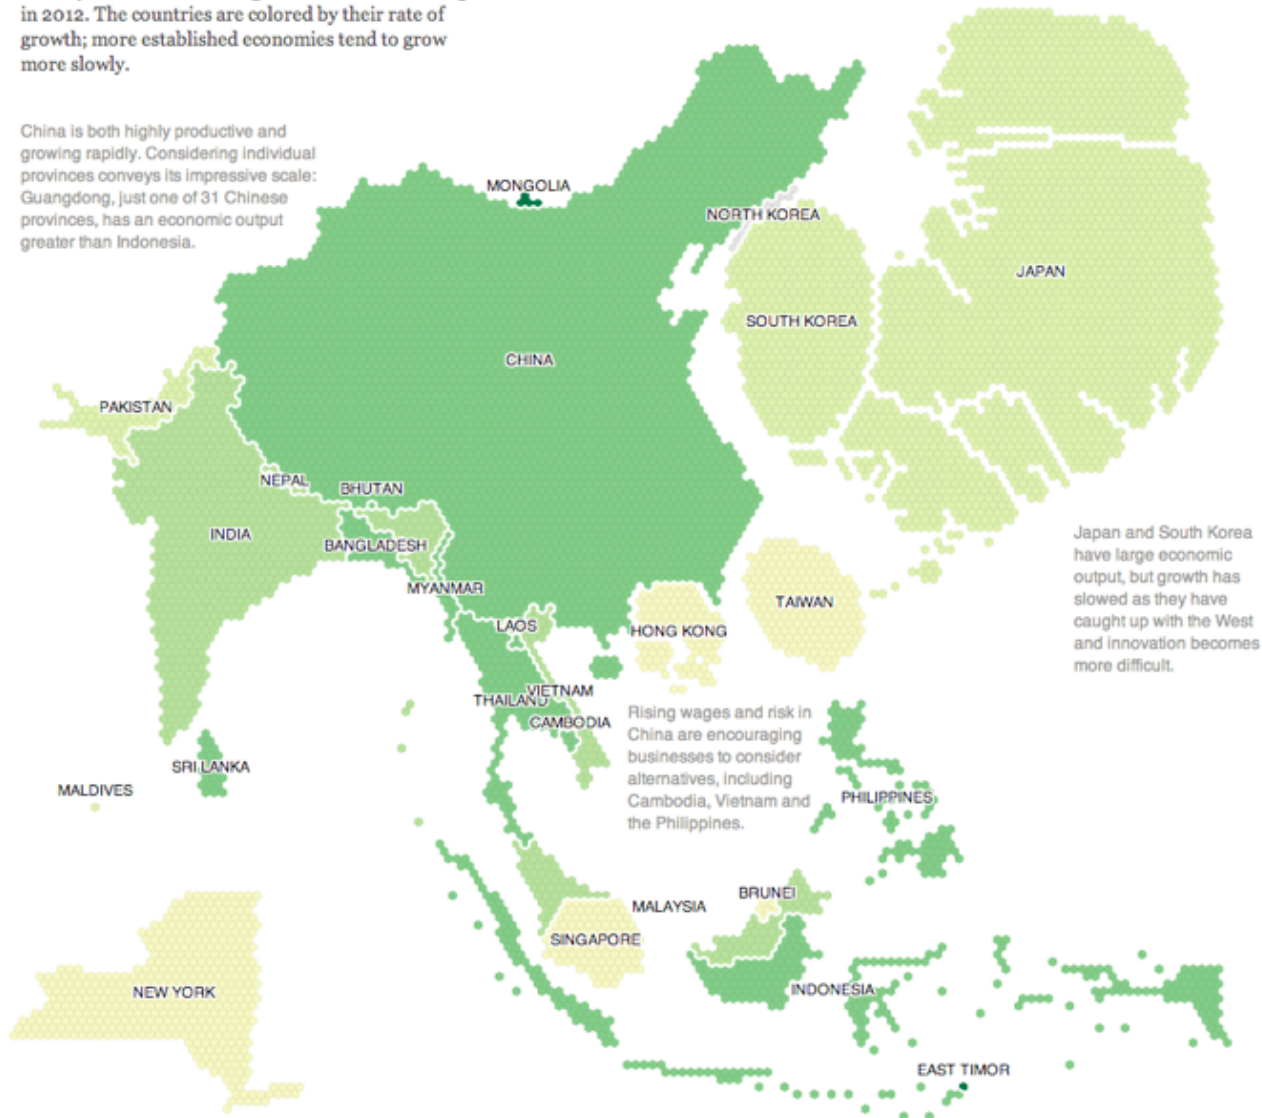 in 2012. The countries are colored by their rate of
growth; more established economies tend to grow
more slowly.
China is both highly productive and
growing rapidly. Considering individual
provinces conveys its impressive scale:
Guangdong, just one of 31 Chinese
provinces, has an economic output
greater than Indonesia.
MONGOLIA
NORTH KOREA
JAPAN
SOUTH KOREA
CHINA
PAKISTAN
NEPAL
BHUTAN
INDIA
BANGLADESH
MYANMAR
Japan and South Korea
have large economic
output, but growth has
slowed as they have
caught up with the West
and innovation becomes
more difficult.
TAIWAN
LAOS
HONG KONG
VIETNAM
THAILAND
CAMBODIA
Rising wages and risk in
China are encouraging
businesses to consider
alternatives, including
Cambodia, Vietnam and
the Philippines.
SRI LANKA
MALDIVES
PHILIPPINES
BRUNEI
MALAYSIA
SINGAPORE
INDONESIA
NEW YORK
EAST TIMOR